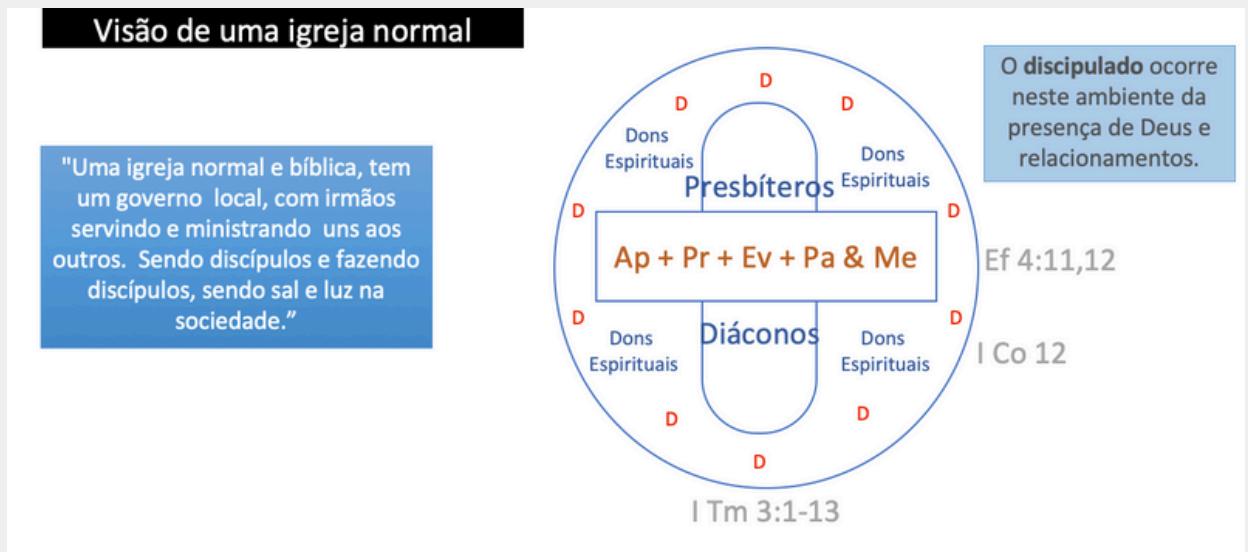 Visão de uma igreja normal
"Uma igreja normal e bíblica, tem
um governo local, com irmãos
servindo e ministrando uns aos
outros. Sendo discípulos e fazendo
discípulos, sendo sal e luz na
sociedade.”
D
D
D
Dons
Espirituais
Dons
Espirituais
Presbíteros
D
D
Ap + Pr + Ev + Pa & Me
D
D
Diáconos
Dons
Espirituais
Dons
Espirituais
D
D
D
O discipulado ocorre
neste ambiente da
presença de Deus e
relacionamentos.
Ef 4:11,12
I Co 12
I Tm 3:1-13